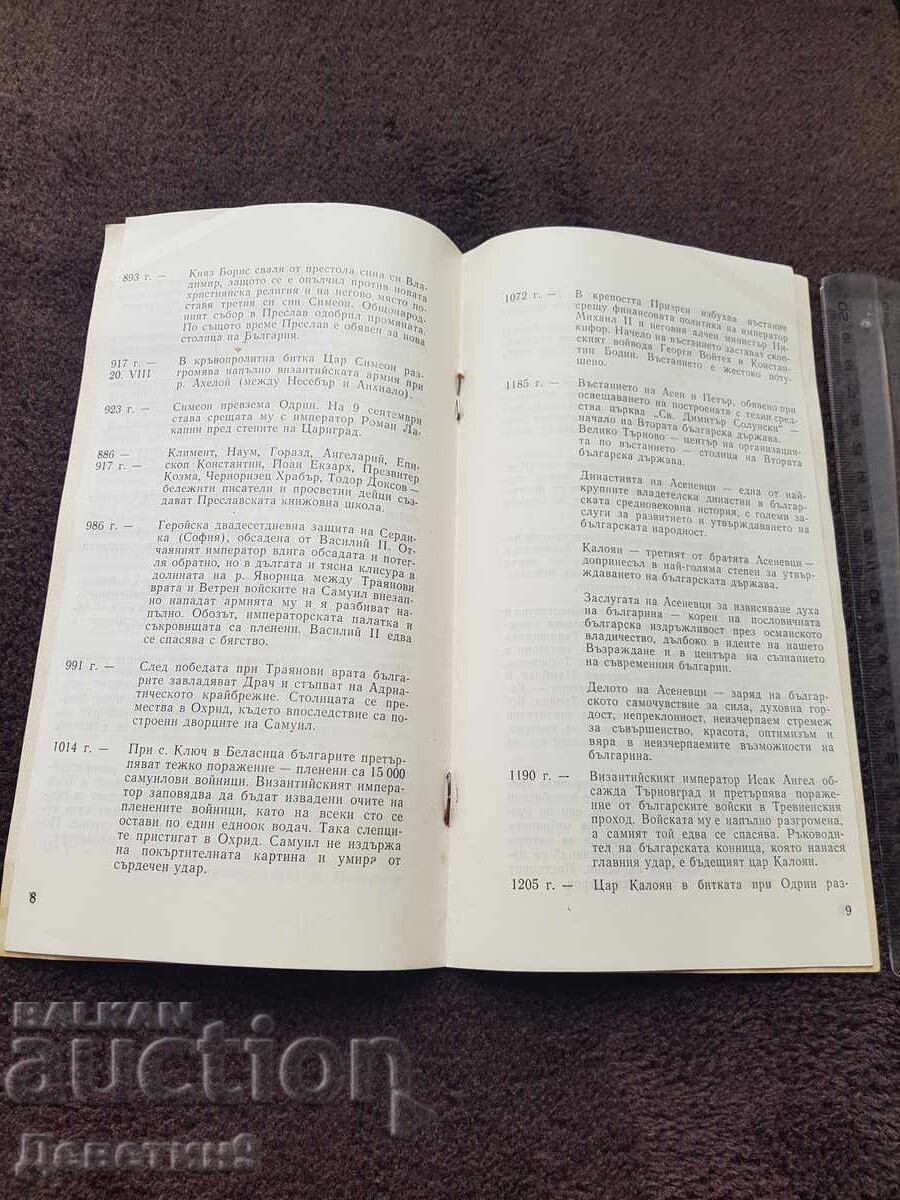 893 г. — Княз Борис сваля от престола сина си Вла-
димир, защото се е опълчил против новата
християнска религия и на негово място пос-
тавя третия си син Симеон. Общонарод-
ният събор в Преслав одобрил промяната.
По същото време Преслав е обявен за нова
столица на България.
917 г. — В кръвопролитна битка Цар Симеон раз-
20. VIII громява напълно византийската армия при
р. Ахелой (между Несебър и Анхиало).
923 г. — Симеон превзема Одрин. На 9 септември
става срещата му с император Роман Ла-
капин пред стените на Цариград.
886 — Климент, Наум, Горазд, Ангеларий, Епи-
917 г. — скоп Константин, Йоан Екзарх, Презвитер
Козма, Черноризец Храбър, Тодор Доксов —
бележити писатели и просветни дейци съз-
дават Преславската книжовна школа.
986 г. — Геройска двадесетдневна защита на Серди-
ка (София), обсадена от Василий II. От-
чаяният император вдига обсадата и потег-
ля обратно, но в дългата и тясна клисура в
долината на р. Яворица между Траянови
врата и Ветрен войските на Самуил внезап-
но нападат армията му и я разбиват на-
пълно. Обозът, императорската палатка и
съкровищата са пленени. Василий II едва
се спасява с бягство.
991 г. — След победата при Траянови врата бълга-
рите завладяват Драч и стъпват на Адриа-
тическото крайбрежие. Столицата се пре-
мества в Охрид, където впоследствие са по-
строени дворците на Самуил.
1014 г. — При с. Ключ в Беласица българите претър-
пяват тежко поражение — пленени са 15 000
самуилови войници. Византийският импера-
тор заповядва да бъдат извадени очите на
пленените войници, като на всеки сто се
остави по един едноок водач. Така слепци-
те пристигат в Охрид. Самуил не издържа
на покъртителната картина и умира от
сърдечен удар.
8
1072 г. — В крепостта Призрен избухва въстание
срещу финансовата политика на император
Михаил II и неговия алчен министър Ни-
кифор. Начело на въстанието застават скоп-
ският войвода Георги Войтех и Констан-
тин Бодин. Въстанието е жестоко поту-
шено.
1185 г. — Въстанието на Асен и Петър, обявено при
освещаването на построената с техни сред-
ства църква „Св. Димитър Солунски" —
начало на Втората българска държава.
Велико Търново — център на организация-
та по въстанието — столица на Втората
българска държава.
Династията на Асеневци — една от най-
крупните владетелски династии в българ-
ската средновековна история, с големи за-
слуги за развитието и утвърждаването на
българската народност.
Калоян — третият от братята Асеневци —
допринесъл в най-голяма степен за утвър-
ждаването на българската държава.
Заслугата на Асеневци за извисяване духа
на българина — корен на пословичната
българска издръжливост през османското
владичество, дълбоко в идеите на нашето
Възраждане и в центъра на съзнанието
на съвременния българин.
Делото на Асеневци — заряд на българ-
ското самочувствие за сила, духовна гор-
дост, непреклонност, неизчерпаем стремеж
за съвършенство, красота, оптимизъм и
вяра в неизчерпаемите възможности на
българина.
1190 г. — Византийският император Исак Ангел об-
сажда Търновград и претърпява поражение
от българските войски в Тревненския
проход. Войската му е напълно разгромена,
а самият той едва се спасява. Ръководи-
тел на българската конница, която нанася
главния удар, е бъдещият цар Калоян.
1205 г. — Цар Калоян в битката при Одрин раз-
9
BALKAN
auction
Деветин9